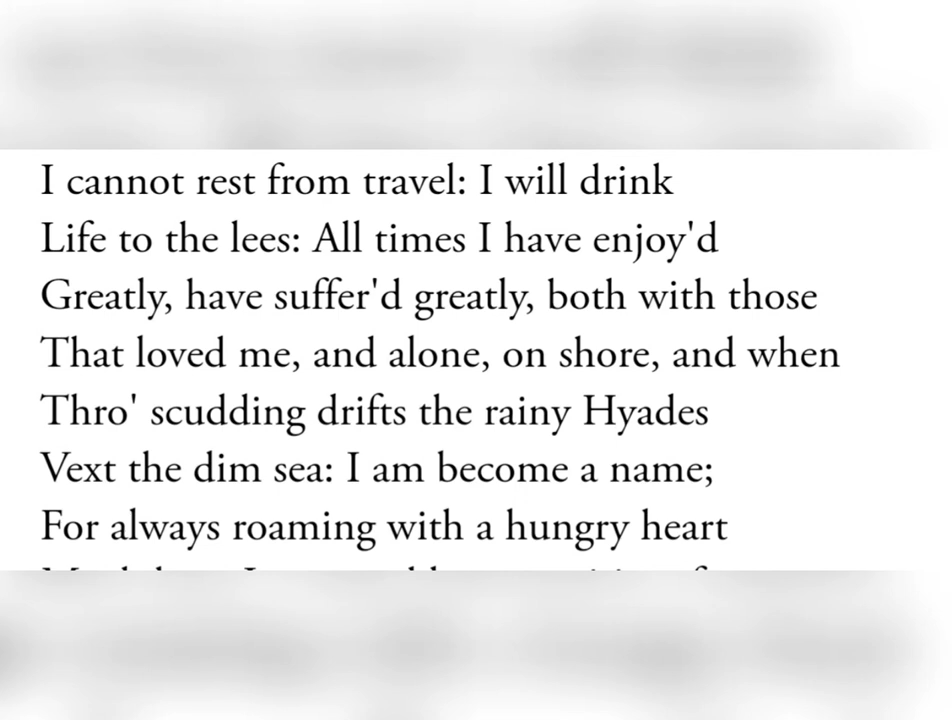 I cannot rest from travel: I will drink
Life to the lees: All times I have enjoy'd
Greatly, have suffer'd greatly, both with those
That loved me, and alone, on shore, and when
Thro' scudding drifts the rainy Hyades
Vext the dim sea: I am become a name;
For always roaming with a hungry heart